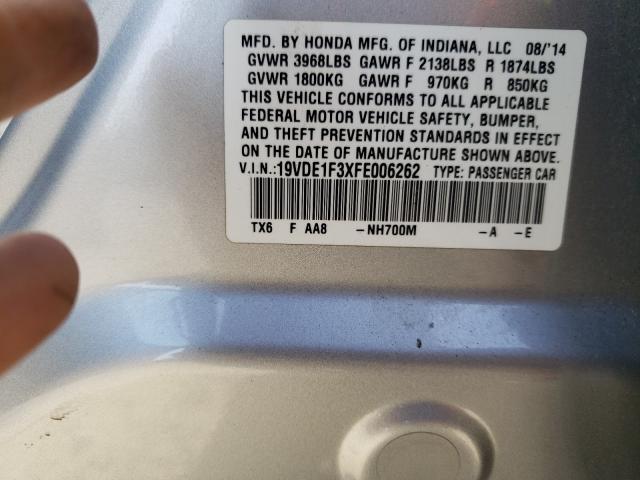 MFD. BY HONDA MFG. OF INDIANA, LLC 08/'14
GVWR 3968LBS GAWR F 2138LBS R 1874LBS
GVWR 1800KG GAWR F 970KG R 850KG
THIS VEHICLE CONFORMS TO ALL APPLICABLE
FEDERAL MOTOR VEHICLE SAFETY, BUMPER,
AND THEFT PREVENTION STANDARDS IN EFFECT
ON THE DATE OF MANUFACTURE SHOWN ABOVE.
V.I.N.:19VDE1F3XFE006262 TYPE: PASSENGER CAR
TX6 F AA8 -NH700M -A -E